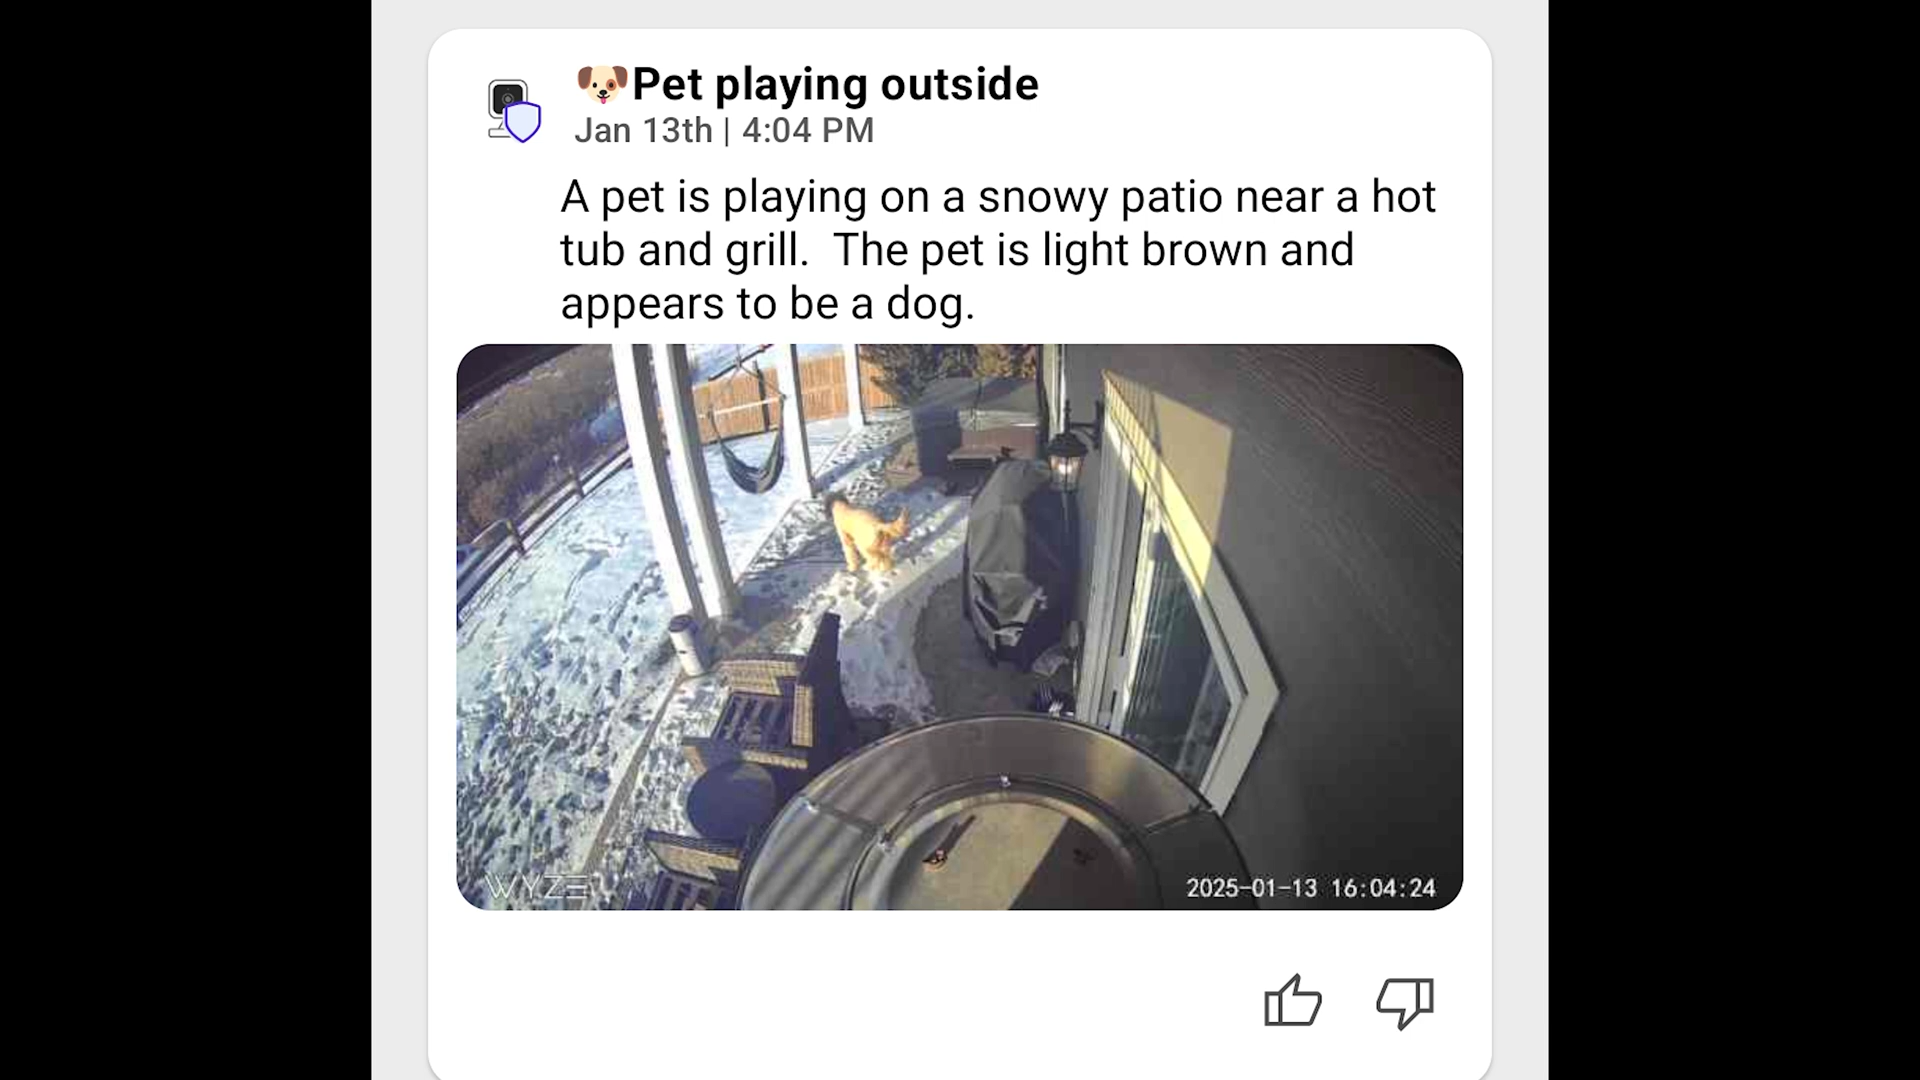 Pet playing outside
Jan 13th | 4:04 PM
A pet is playing on a snowy patio near a hot
tub and grill.  The pet is light brown and
appears to be a dog.
WYZE
2025-01-13 16:04:24